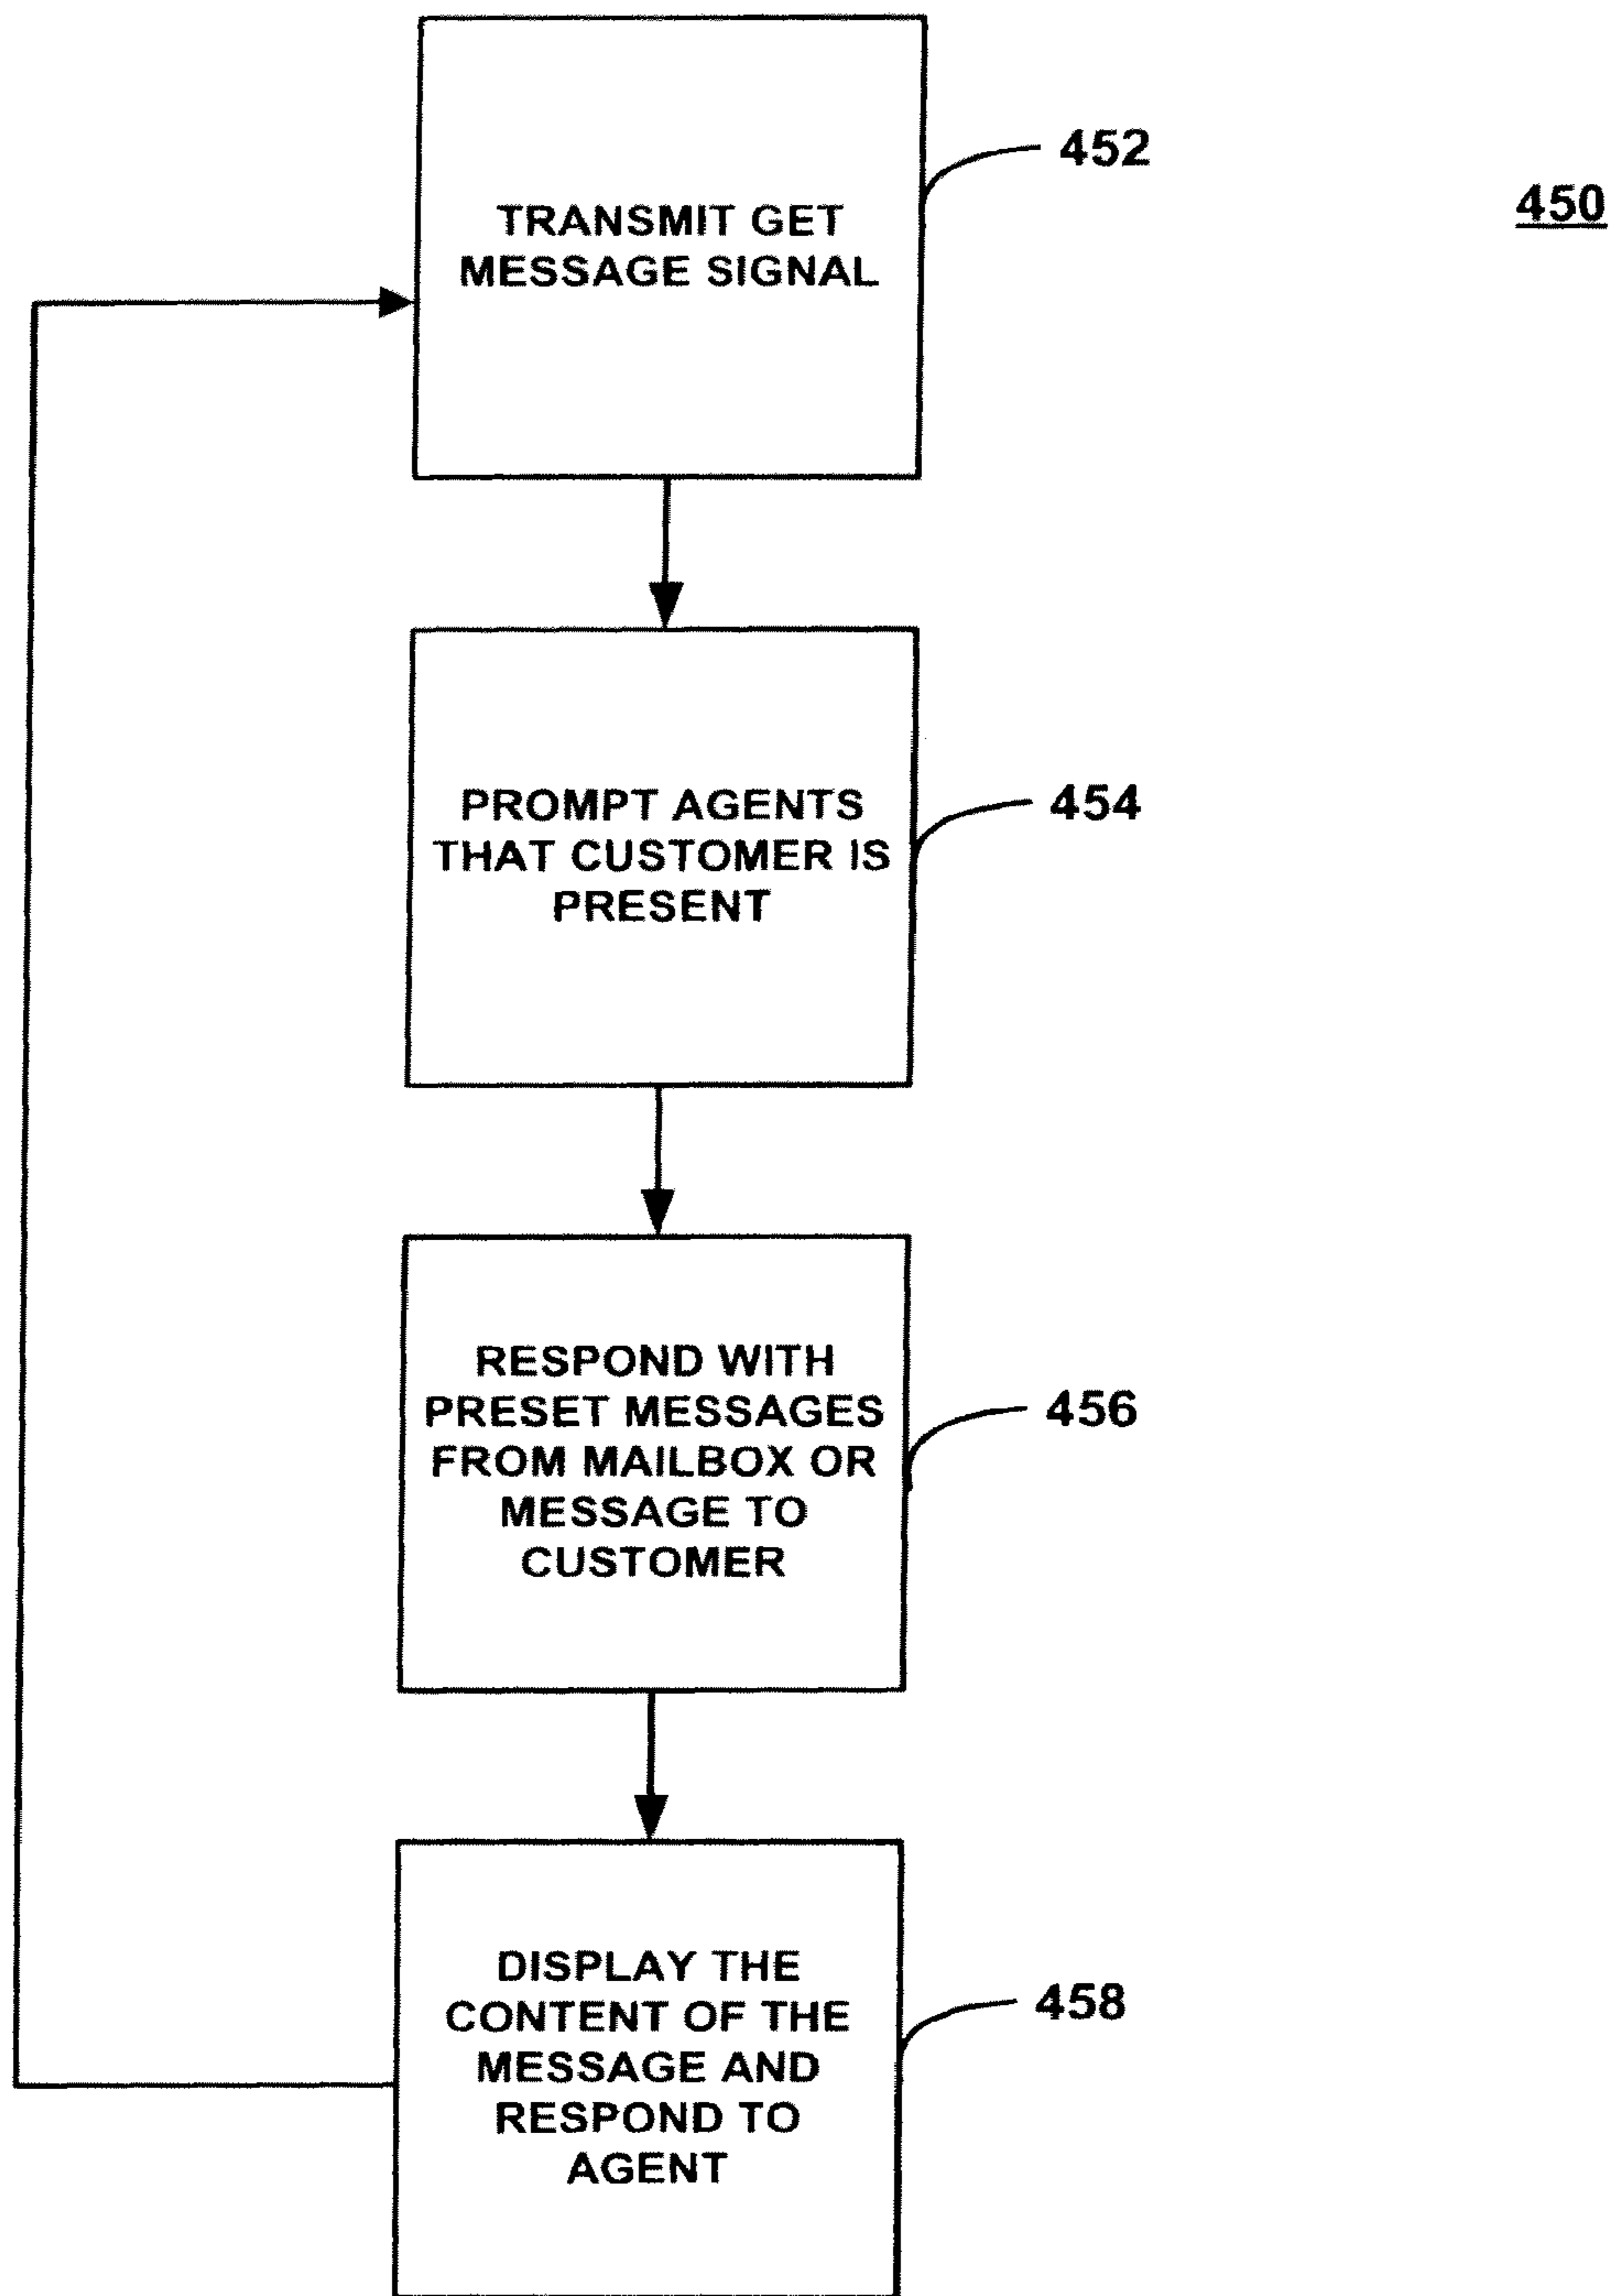 TRANSMIT GET
MESSAGE SIGNAL
452
450
PROMPT AGENTS
THAT CUSTOMER IS
PRESENT
454
RESPOND WITH
PRESET MESSAGES
FROM MAILBOX OR
MESSAGE TO
CUSTOMER
456
DISPLAY THE
CONTENT OF THE
MESSAGE AND
RESPOND TO
AGENT
458